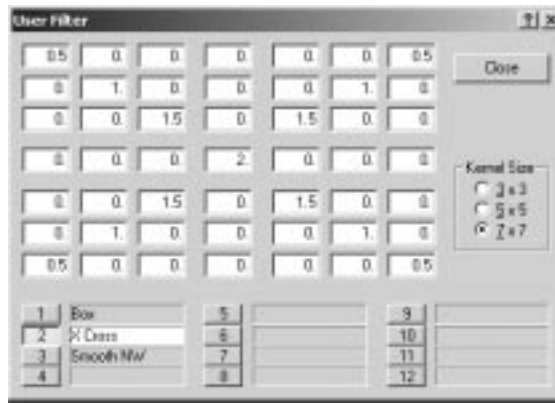 User Filter
0.5 0. 0. 0. 0. 0. 0.5
Close
0. 1. 0. 0. 0. 1. 0.
0. 0. 1.5 0. 1.5 0. 0.
0. 0. 0. 2. 0. 0. 0.
Kernel Size
3 x 3
5 x 5
7 x 7
0. 0. 1.5 0. 1.5 0. 0.
0. 1. 0. 0. 0. 1. 0.
0.5 0. 0. 0. 0. 0. 0.5
1 Box 5 9
2 X Cross 6 10
3 Smooth NW 7 11
4 8 12